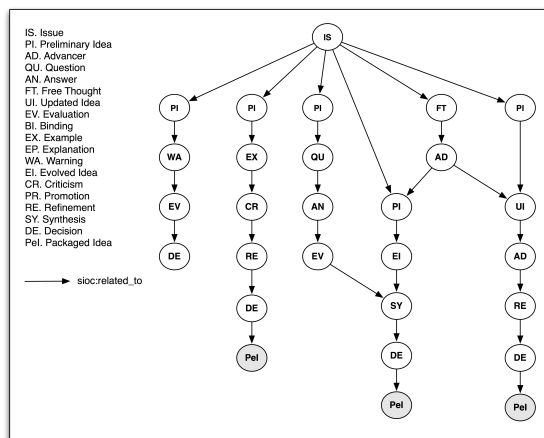 IS. Issue
PI. Preliminary Idea
AD. Advancer
QU. Question
AN. Answer
FT. Free Thought
UI. Updated Idea
EV. Evaluation
BI. Binding
EX. Example
EP. Explanation
WA. Warning
EI. Evolved Idea
CR. Criticism
PR. Promotion
RE. Refinement
SY. Synthesis
DE. Decision
PeI. Packaged Idea
sioc:related_to
IS
PI PI PI FT PI
WA EX QU AD
EV CR AN PI UI
DE RE EV EI AD
DE SY RE
PeI DE DE
PeI PeI